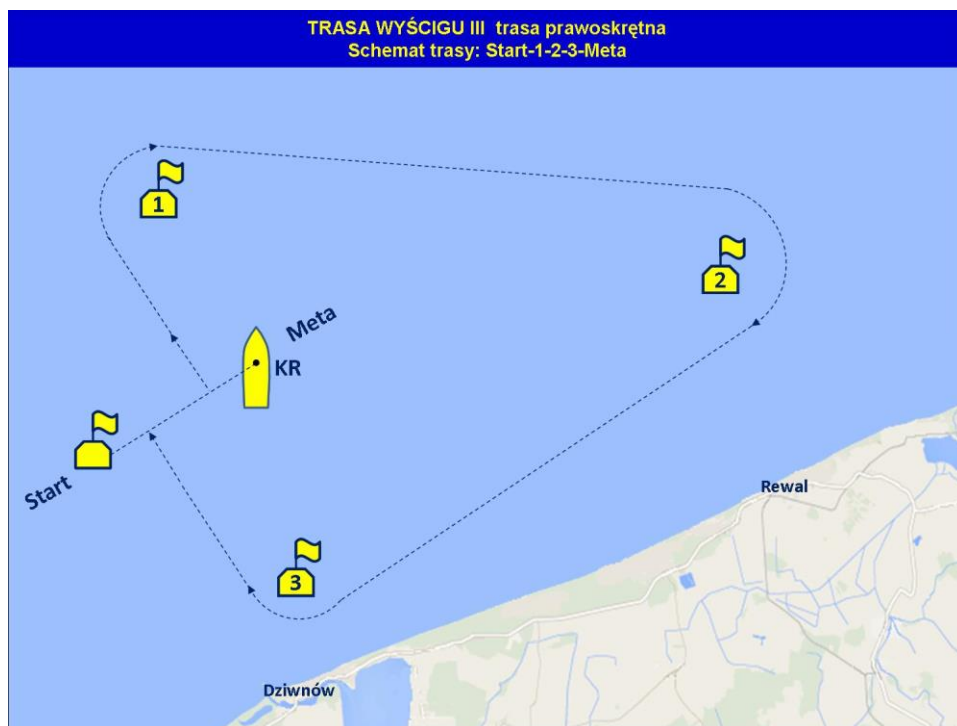 TRASA WYŚCIGU III trasa prawoskrętna
Schemat trasy: Start-1-2-3-Meta
1
2
Meta
KR
Start
Rewal
3
Dziwnów